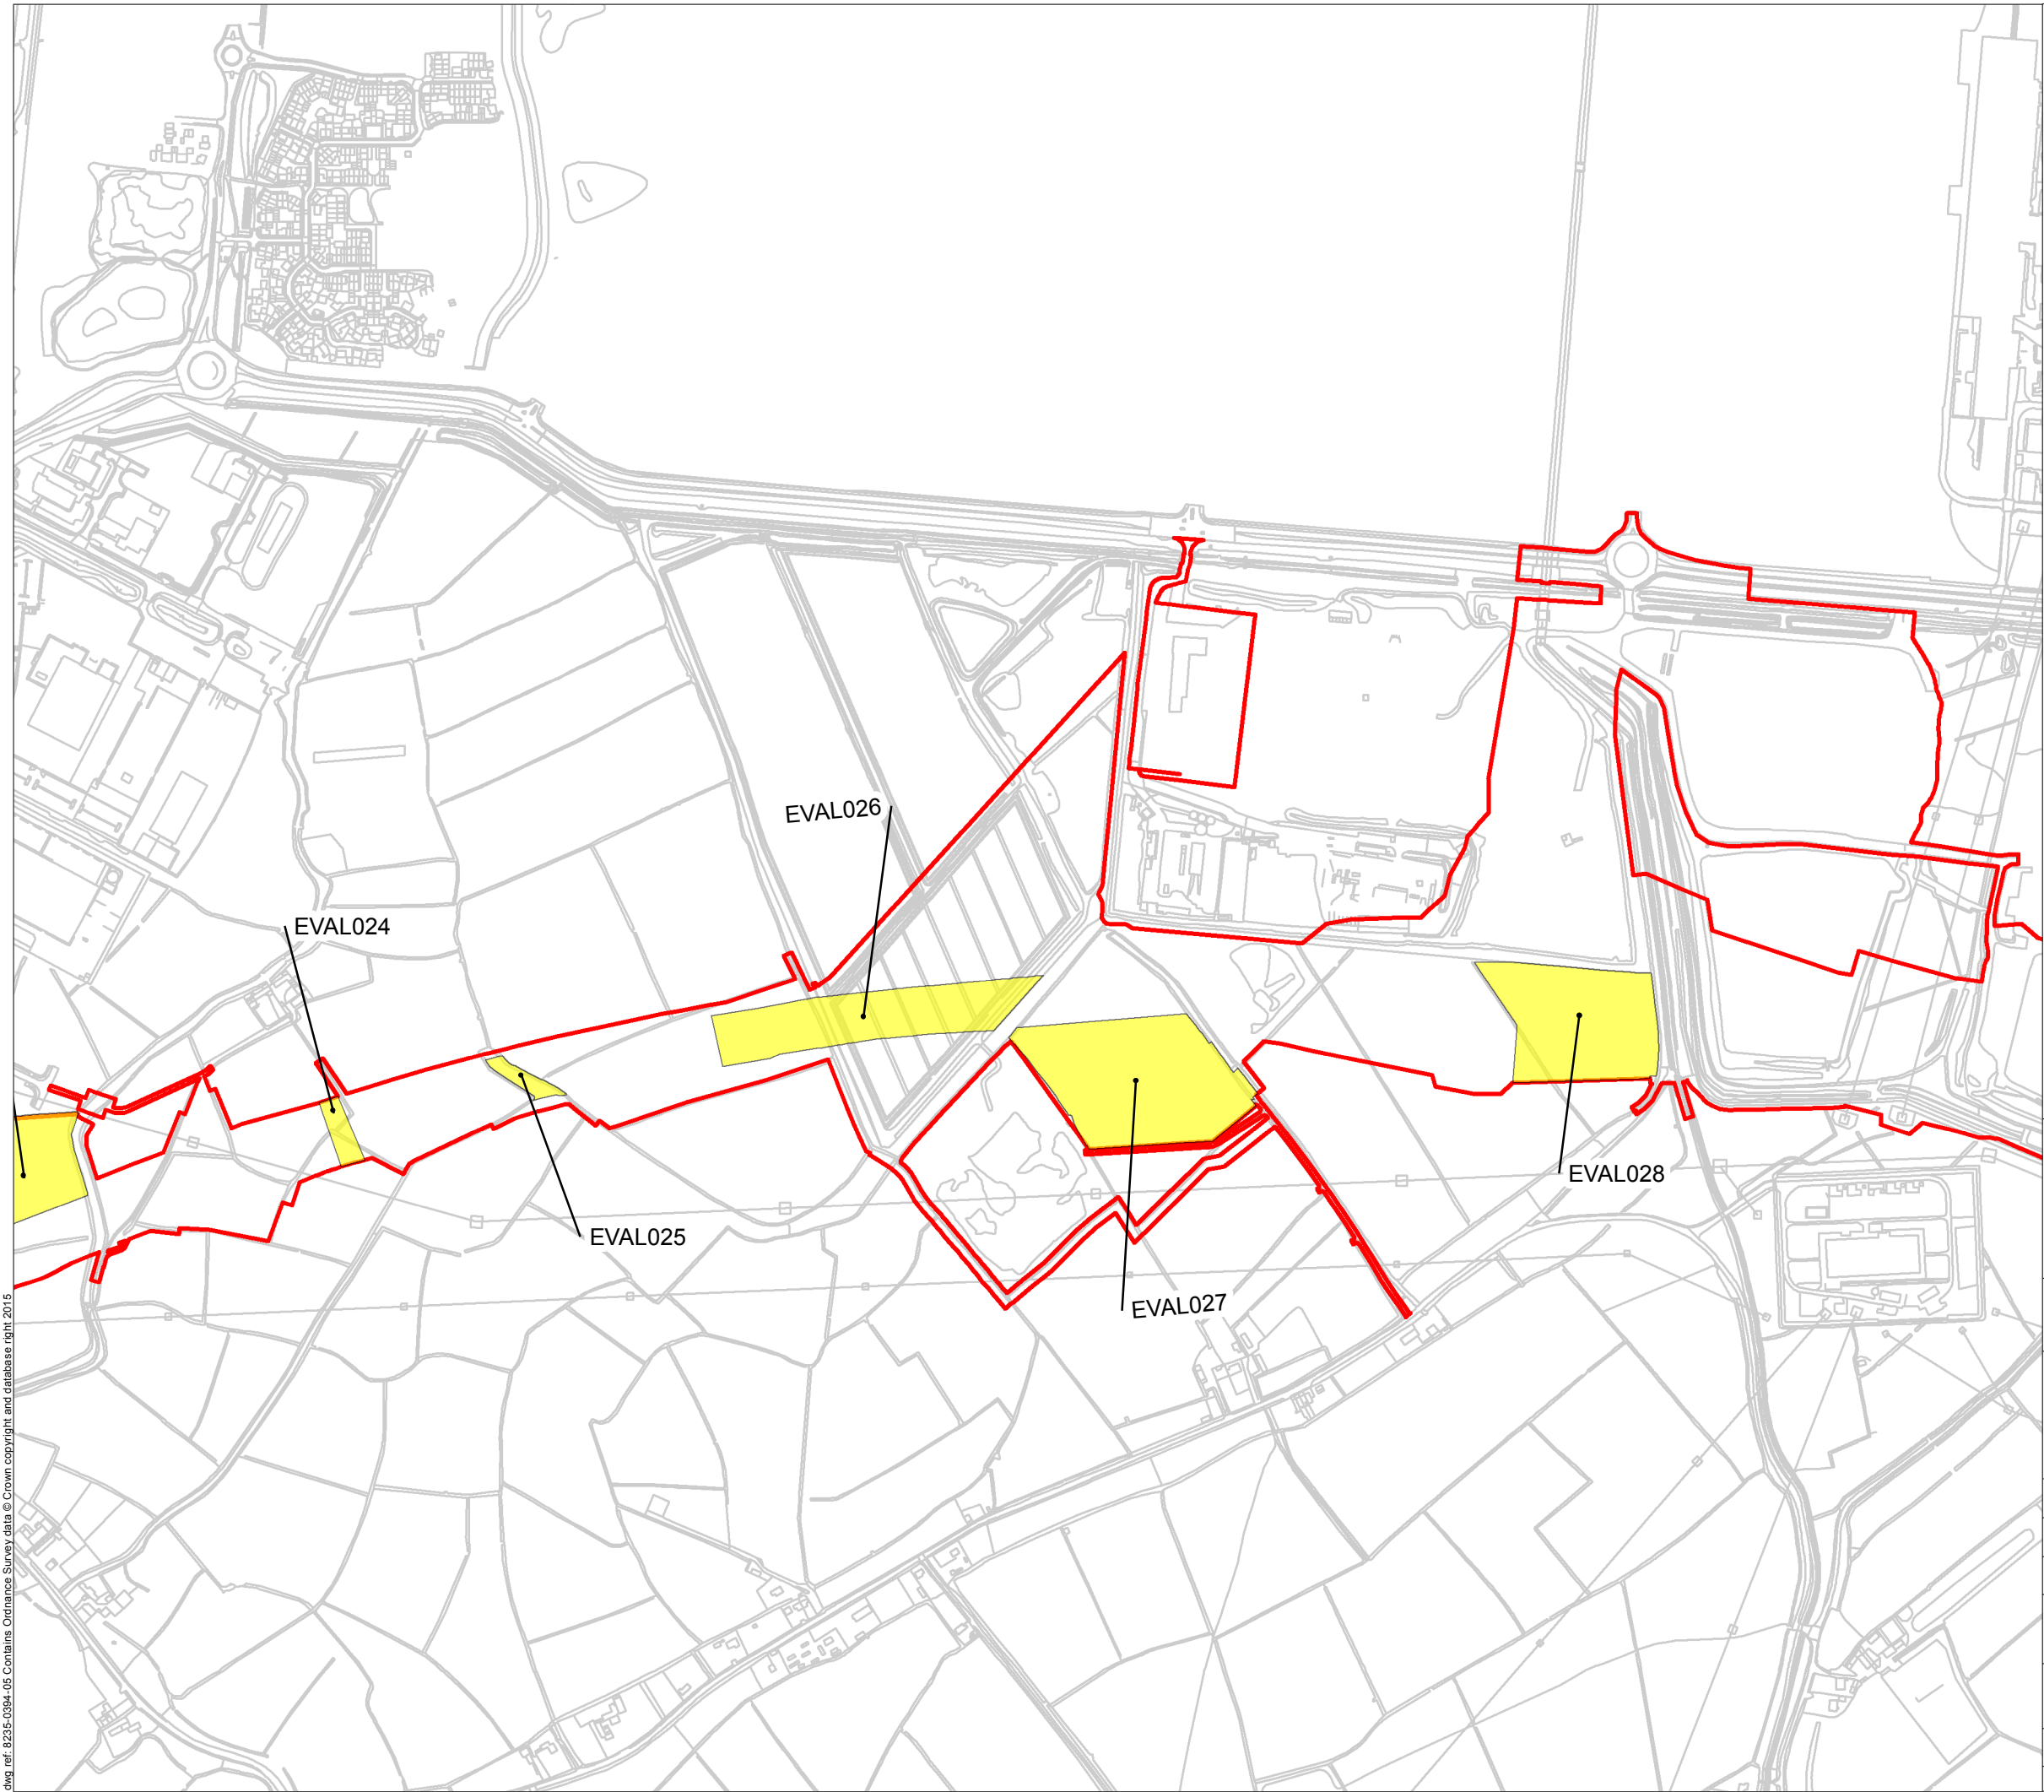 EVAL026
EVAL024
EVAL028
EVAL025
EVAL027
dwg ref: 8235-0394-05 Contains Ordnance Survey data © Crown copyright and database right 2015